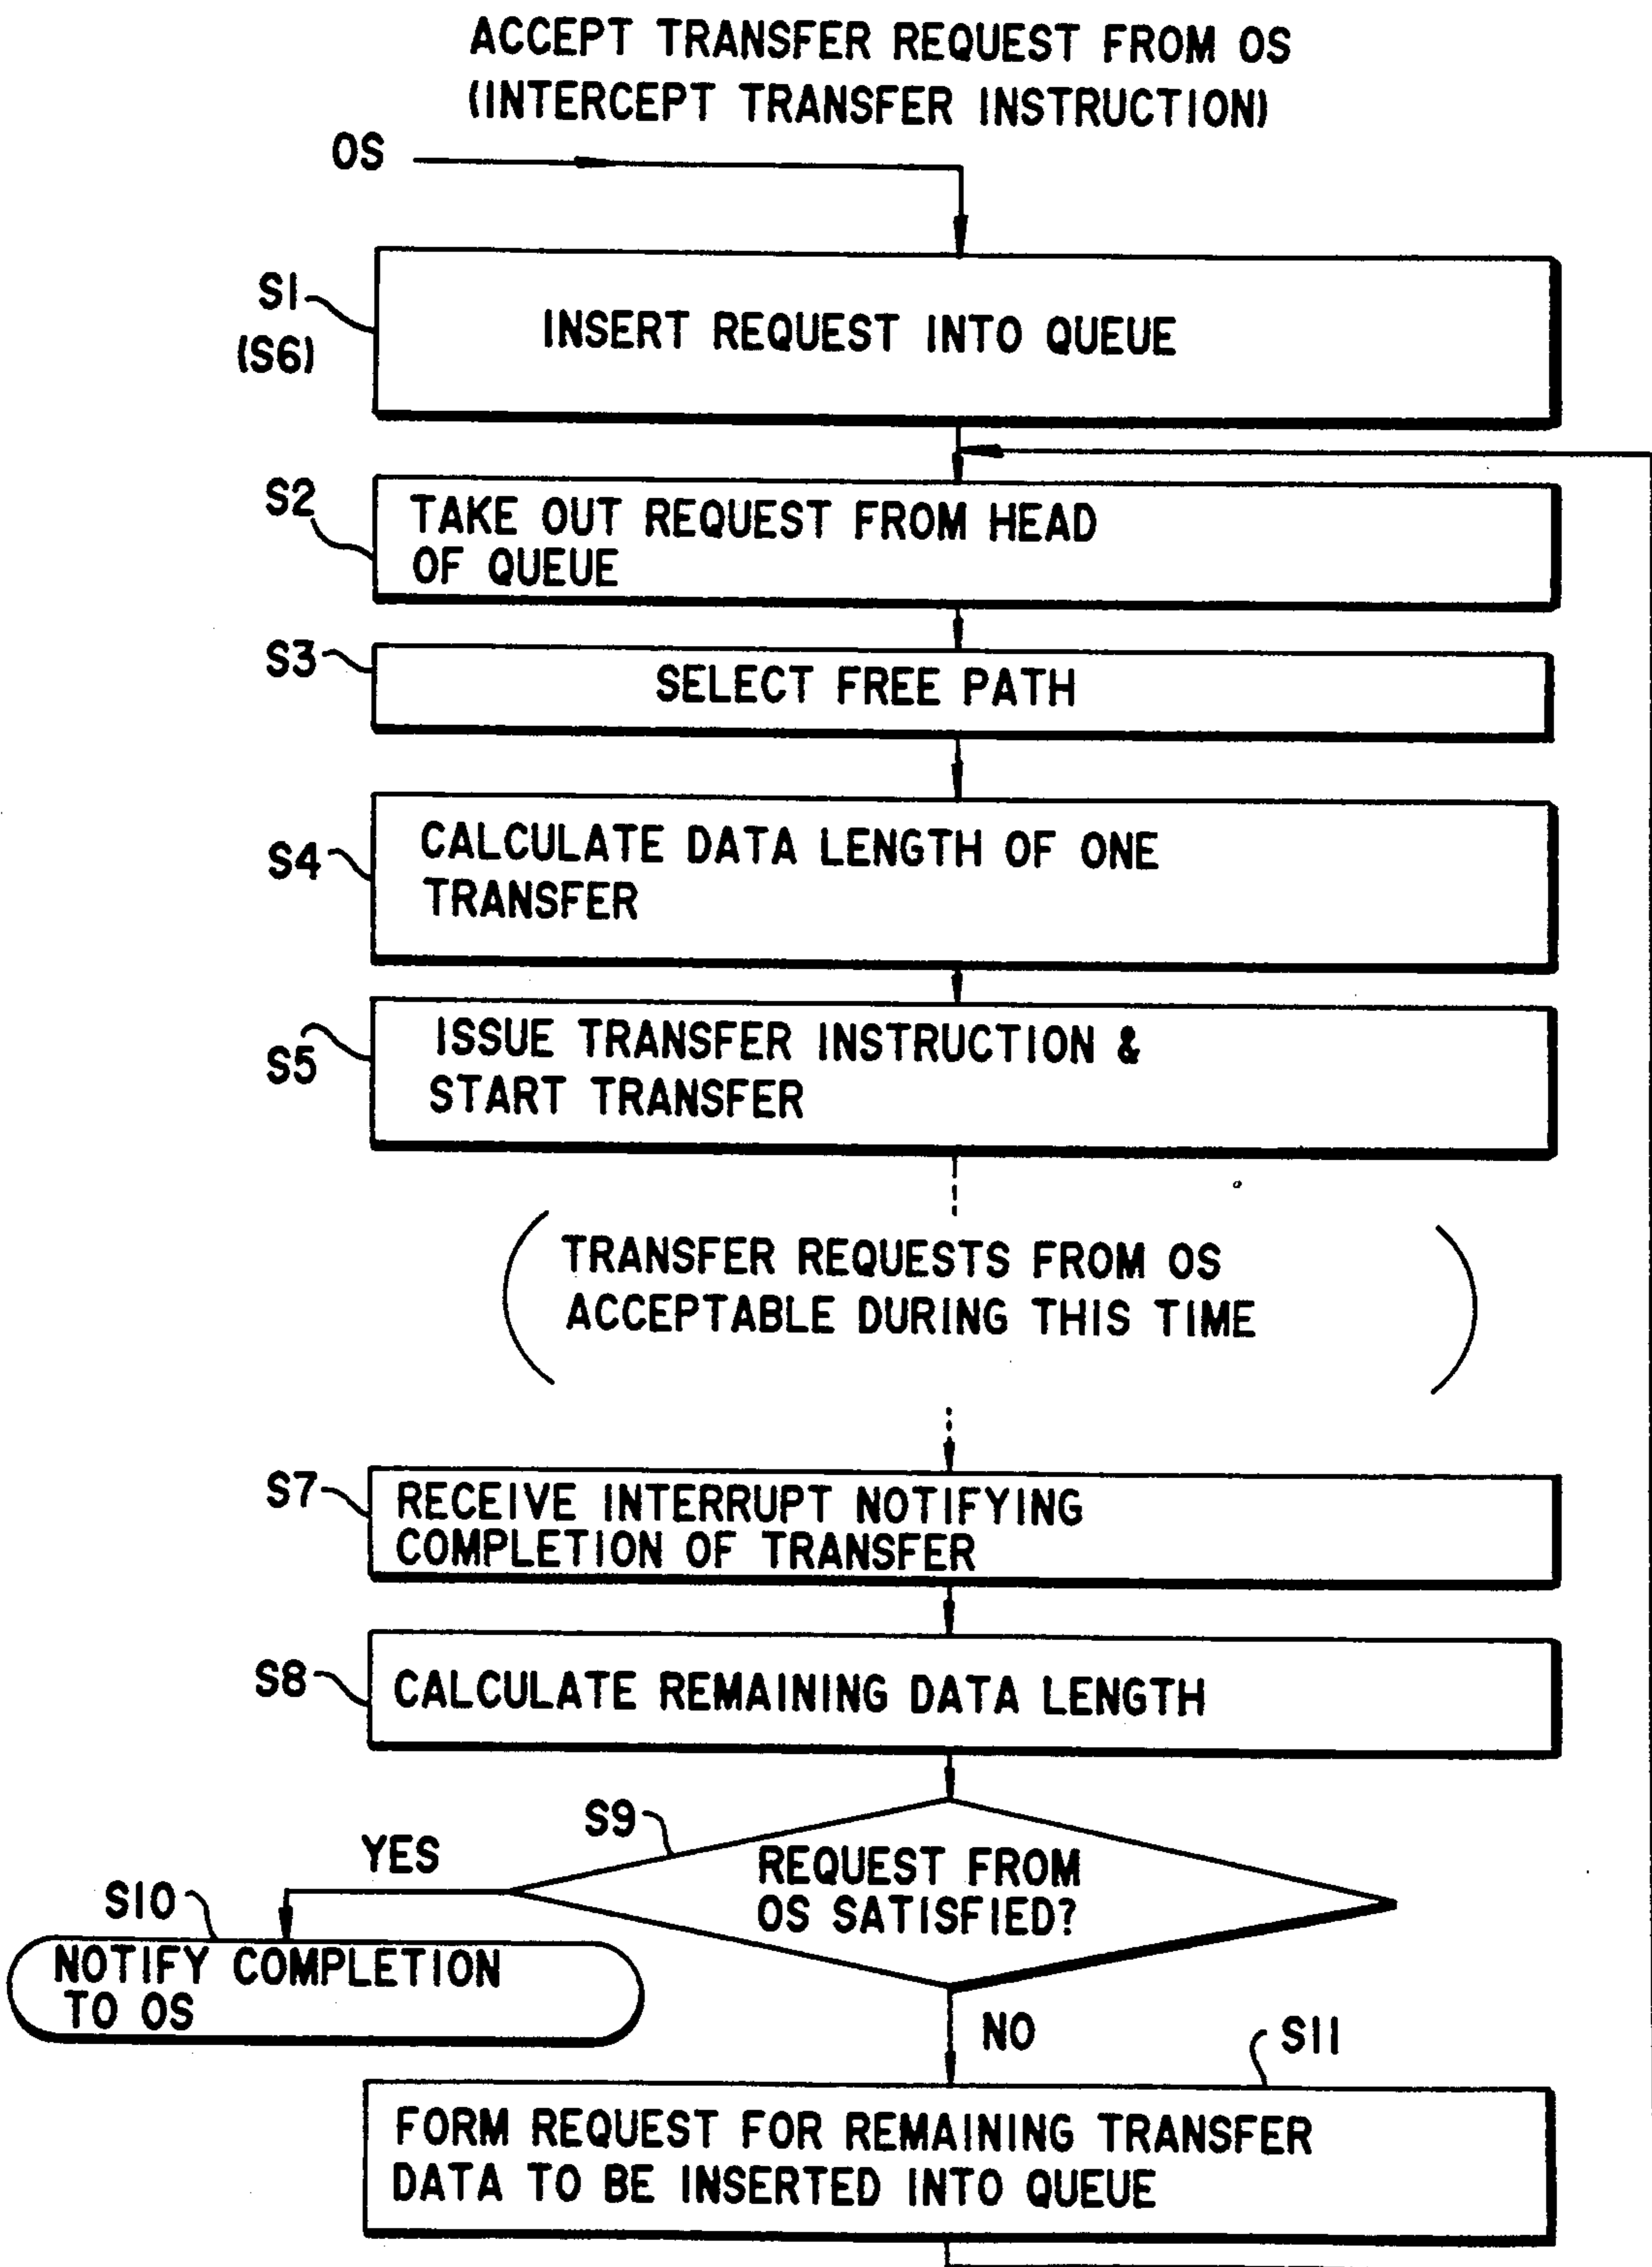 ACCEPT TRANSFER REQUEST FROM OS
(INTERCEPT TRANSFER INSTRUCTION)
OS
S1
(S6)
INSERT REQUEST INTO QUEUE
S2
TAKE OUT REQUEST FROM HEAD
OF QUEUE
S3
SELECT FREE PATH
S4
CALCULATE DATA LENGTH OF ONE
TRANSFER
S5
ISSUE TRANSFER INSTRUCTION &
START TRANSFER
TRANSFER REQUESTS FROM OS
ACCEPTABLE DURING THIS TIME
S7
RECEIVE INTERRUPT NOTIFYING
COMPLETION OF TRANSFER
S8
CALCULATE REMAINING DATA LENGTH
S9
REQUEST FROM
OS SATISFIED?
YES
S10
NOTIFY COMPLETION
TO OS
NO
S11
FORM REQUEST FOR REMAINING TRANSFER
DATA TO BE INSERTED INTO QUEUE